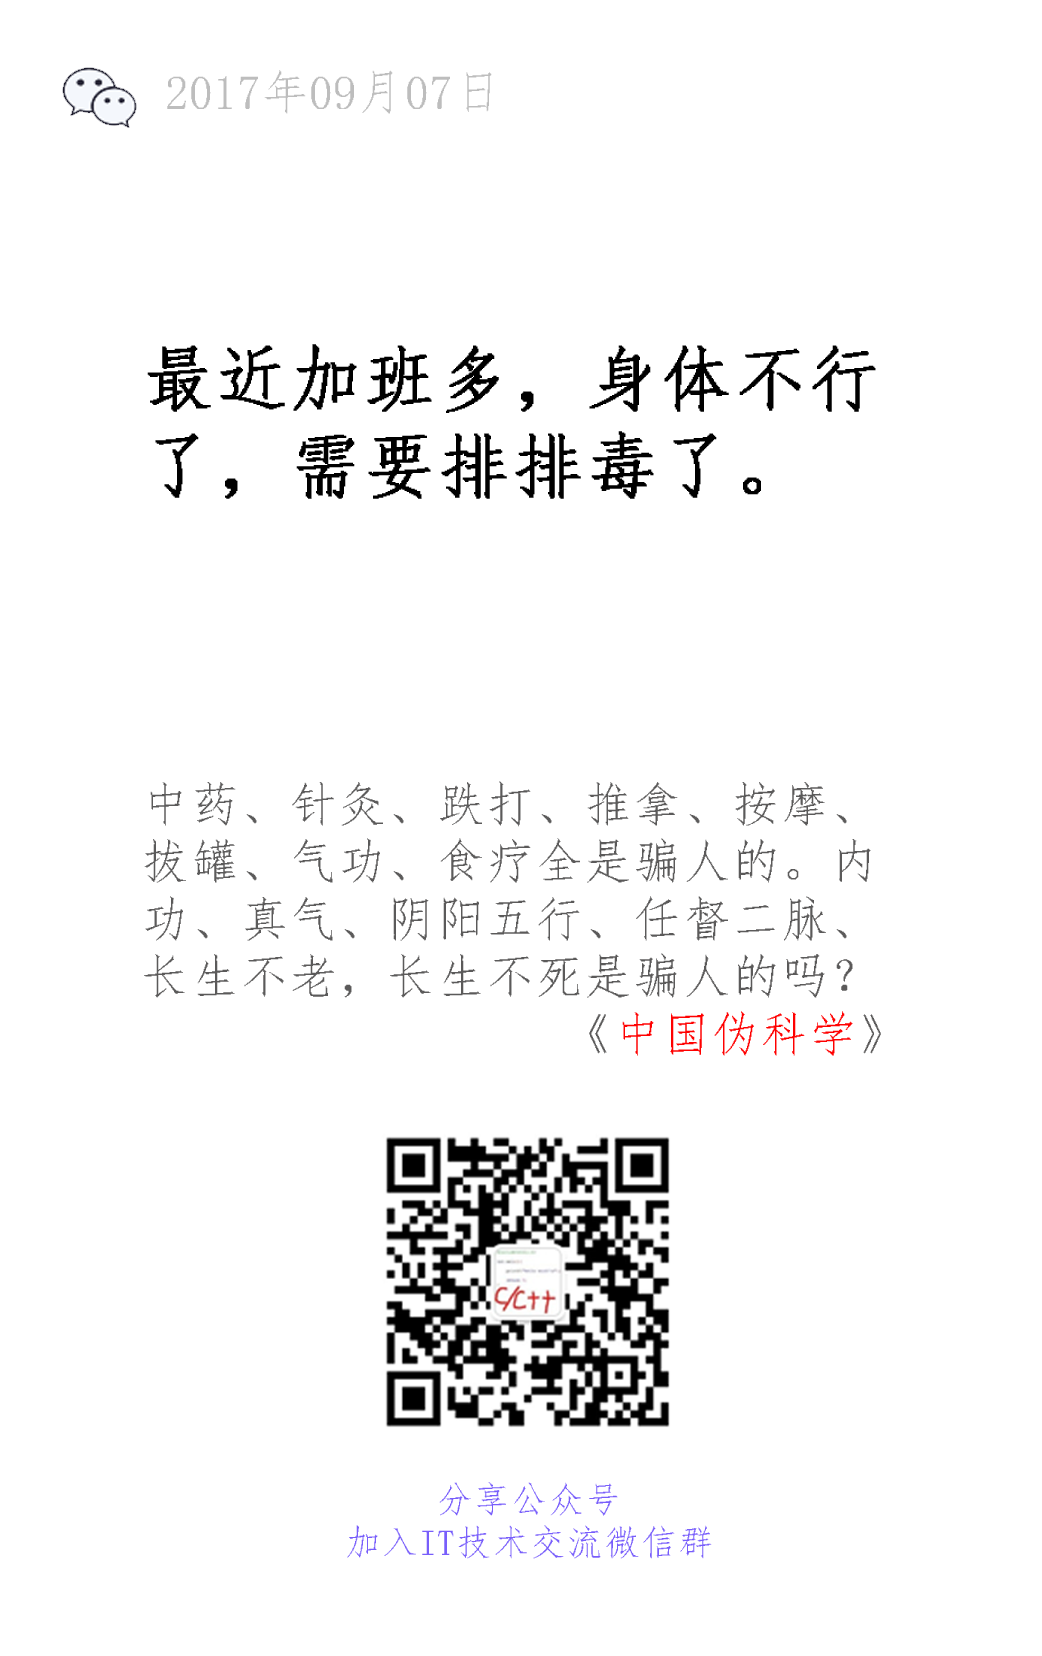 2017年09月07日
最近加班多，身体不行
了，需要排排毒了。
中药、针灸、跌打、推拿、按摩、
拔罐、气功、食疗全是骗人的。内
功、真气、阴阳五行、任督二脉、
长生不老，长生不死是骗人的吗？
《中国伪科学》
C/C++
分享公众号
加入IT技术交流微信群